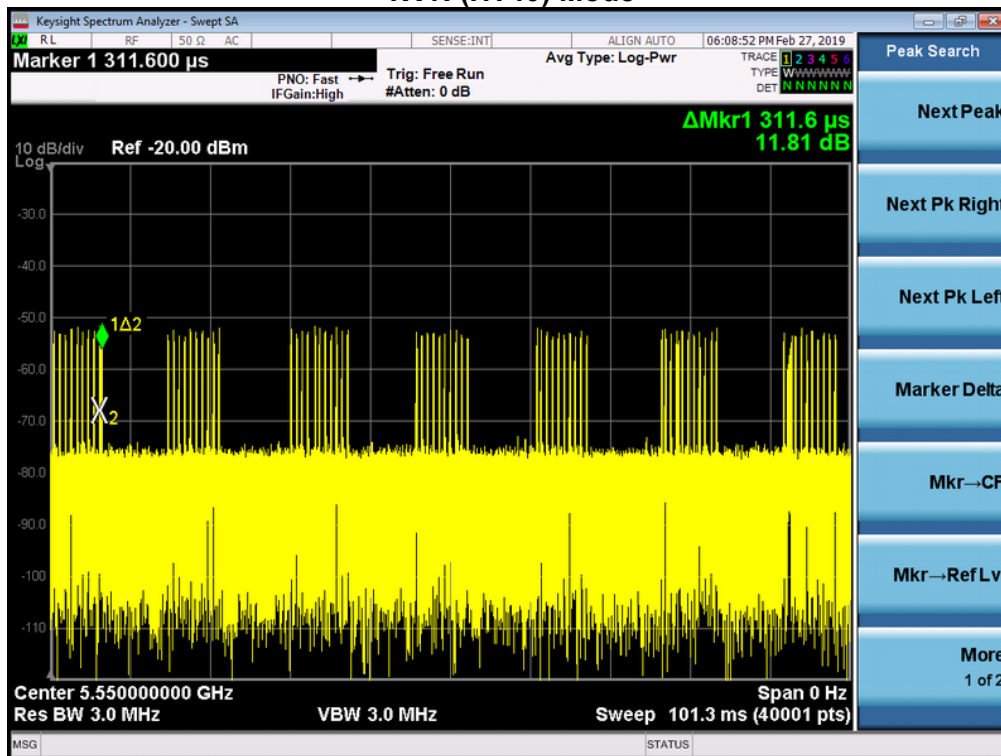 Keysight Spectrum Analyzer - Swept SA
LXI RL RF 50 Ω AC SENSE:INT ALIGN AUTO 06:08:52 PM Feb 27, 2019
Marker 1 311.600 μs
PNO: Fast
IFGain:High
Trig: Free Run
#Atten: 0 dB
Avg Type: Log-Pwr
TRACE 1 2 3 4 5 6
TYPE WWWWWW
DET N N N N N N
ΔMkr1 311.6 μs
11.81 dB
10 dB/div Ref -20.00 dBm
Log
-30.0
-40.0
-50.0
-60.0
-70.0
-80.0
-90.0
-100
-110
1Δ2
2
Center 5.550000000 GHz Span 0 Hz
Res BW 3.0 MHz VBW 3.0 MHz Sweep 101.3 ms (40001 pts)
MSG STATUS
Peak Search
Next Peak
Next Pk Right
Next Pk Left
Marker Delta
Mkr→CF
Mkr→Ref Lv
More
1 of 2